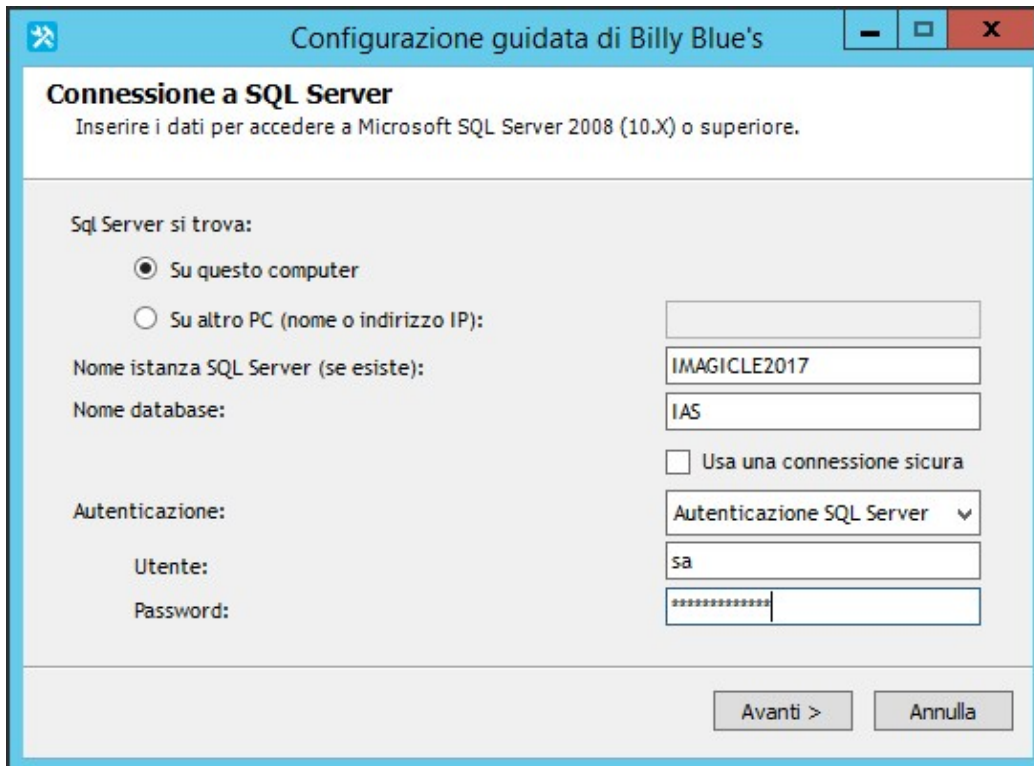 Configurazione guidata di Billy Blue's
Connessione a SQL Server
Inserire i dati per accedere a Microsoft SQL Server 2008 (10.X) o superiore.
Sql Server si trova:
Su questo computer
Su altro PC (nome o indirizzo IP):
Nome istanza SQL Server (se esiste): IMAGICLE2017
Nome database: IAS
Usa una connessione sicura
Autenticazione: Autenticazione SQL Server
Utente: sa
Password: *************
Avanti > Annulla